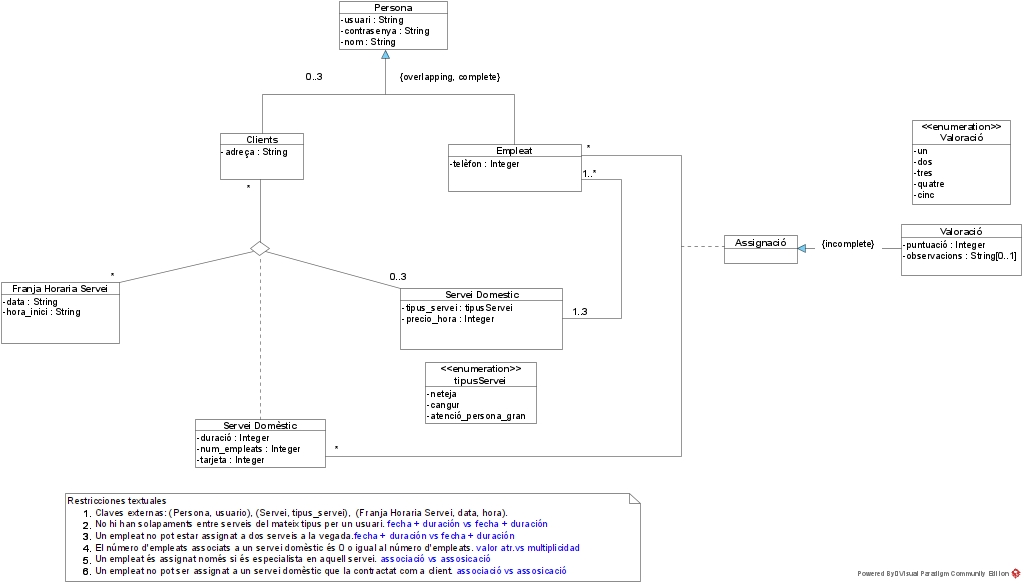 Persona
-usuari : String
-contrasenya : String
-nom : String
0..3
{overlapping, complete}
Clients
-adreça : String
*
Empleat
-telèfon : Integer
*
1..*
<<enumeration>>
Valoració
-un
-dos
-tres
-quatre
-cinc
Assignació
{incomplete}
Valoració
-puntuació : Integer
-observacions : String[0..1]
*
0..3
Franja Horaria Servei
-data : String
-hora_inici : String
Servei Domestic
-tipus_servei : tipusServei
-precio_hora : Integer
1..3
<<enumeration>>
tipusServei
-neteja
-cangur
-atenció_persona_gran
Servei Domèstic
-duració : Integer
-num_empleats : Integer
-tarjeta : Integer
*
Restricciones textuales
1. Claves externas: (Persona, usuario), (Servei, tipus_servei), (Franja Horaria Servei, data, hora).
2. No hi han solapaments entre serveis del mateix tipus per un usuari. fecha + duración vs fecha + duración
3. Un empleat no pot estar assignat a dos serveis a la vegada.fecha + duración vs fecha + duración
4. El número d'empleats associats a un servei domèstic és 0 o igual al número d'empleats. valor atr.vs multiplicidad
5. Un empleat és assignat només si és especialista en aquell servei. associació vs assosicació
6. Un empleat no pot ser assignat a un servei domèstic que la contractat com a client. associació vs assosicació
Powered By Visual Paradigm Community Edition